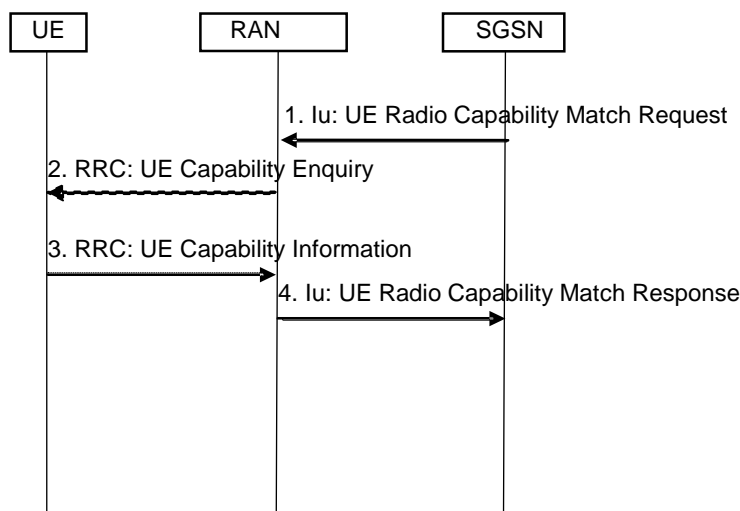 UE
RAN
SGSN
1. Iu: UE Radio Capability Match Request
2. RRC: UE Capability Enquiry
3. RRC: UE Capability Information
4. Iu: UE Radio Capability Match Response